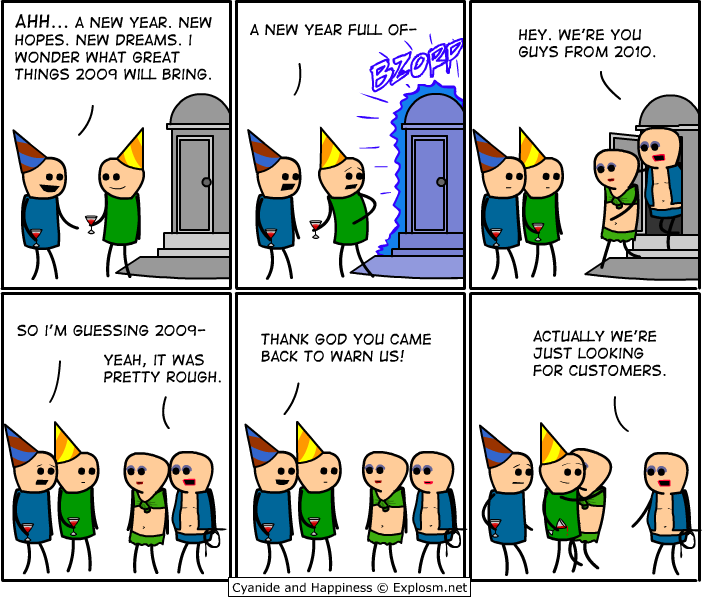 AHH... A NEW YEAR. NEW
HOPES. NEW DREAMS. I
WONDER WHAT GREAT
THINGS 2009 WILL BRING.
A NEW YEAR FULL OF-
BZORP
HEY. WE'RE YOU
GUYS FROM 2010.
SO I'M GUESSING 2009-
YEAH, IT WAS
PRETTY ROUGH.
THANK GOD YOU CAME
BACK TO WARN US!
ACTUALLY WE'RE
JUST LOOKING
FOR CUSTOMERS.
Cyanide and Happiness © Explosm.net